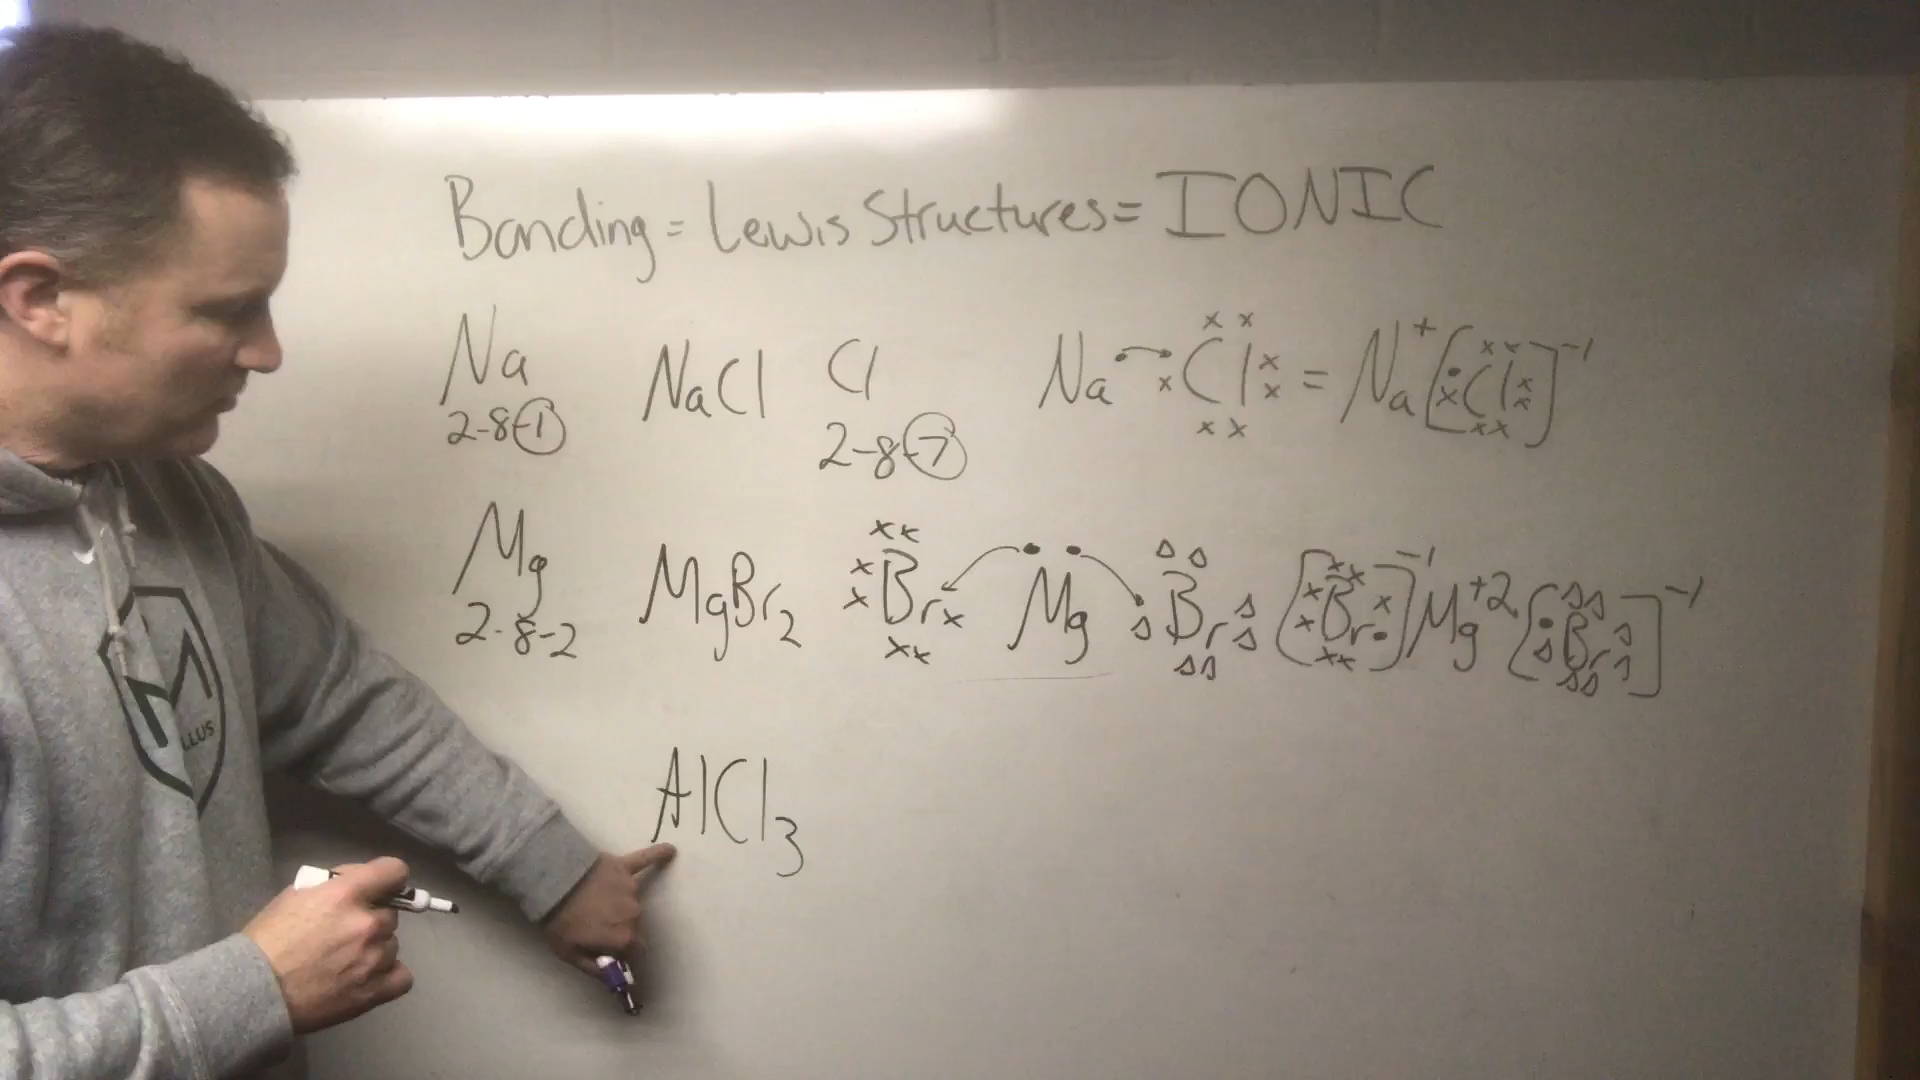 Bonding = Lewis Structures = IONIC
Na NaCl Cl Na Cl = Na+ [Cl]-1
2-8-1 2-8-7
Mg MgBr2 Br Mg Br [Br]-1 Mg+2 [Br]-1
2-8-2
AlCl3
M
LLUS